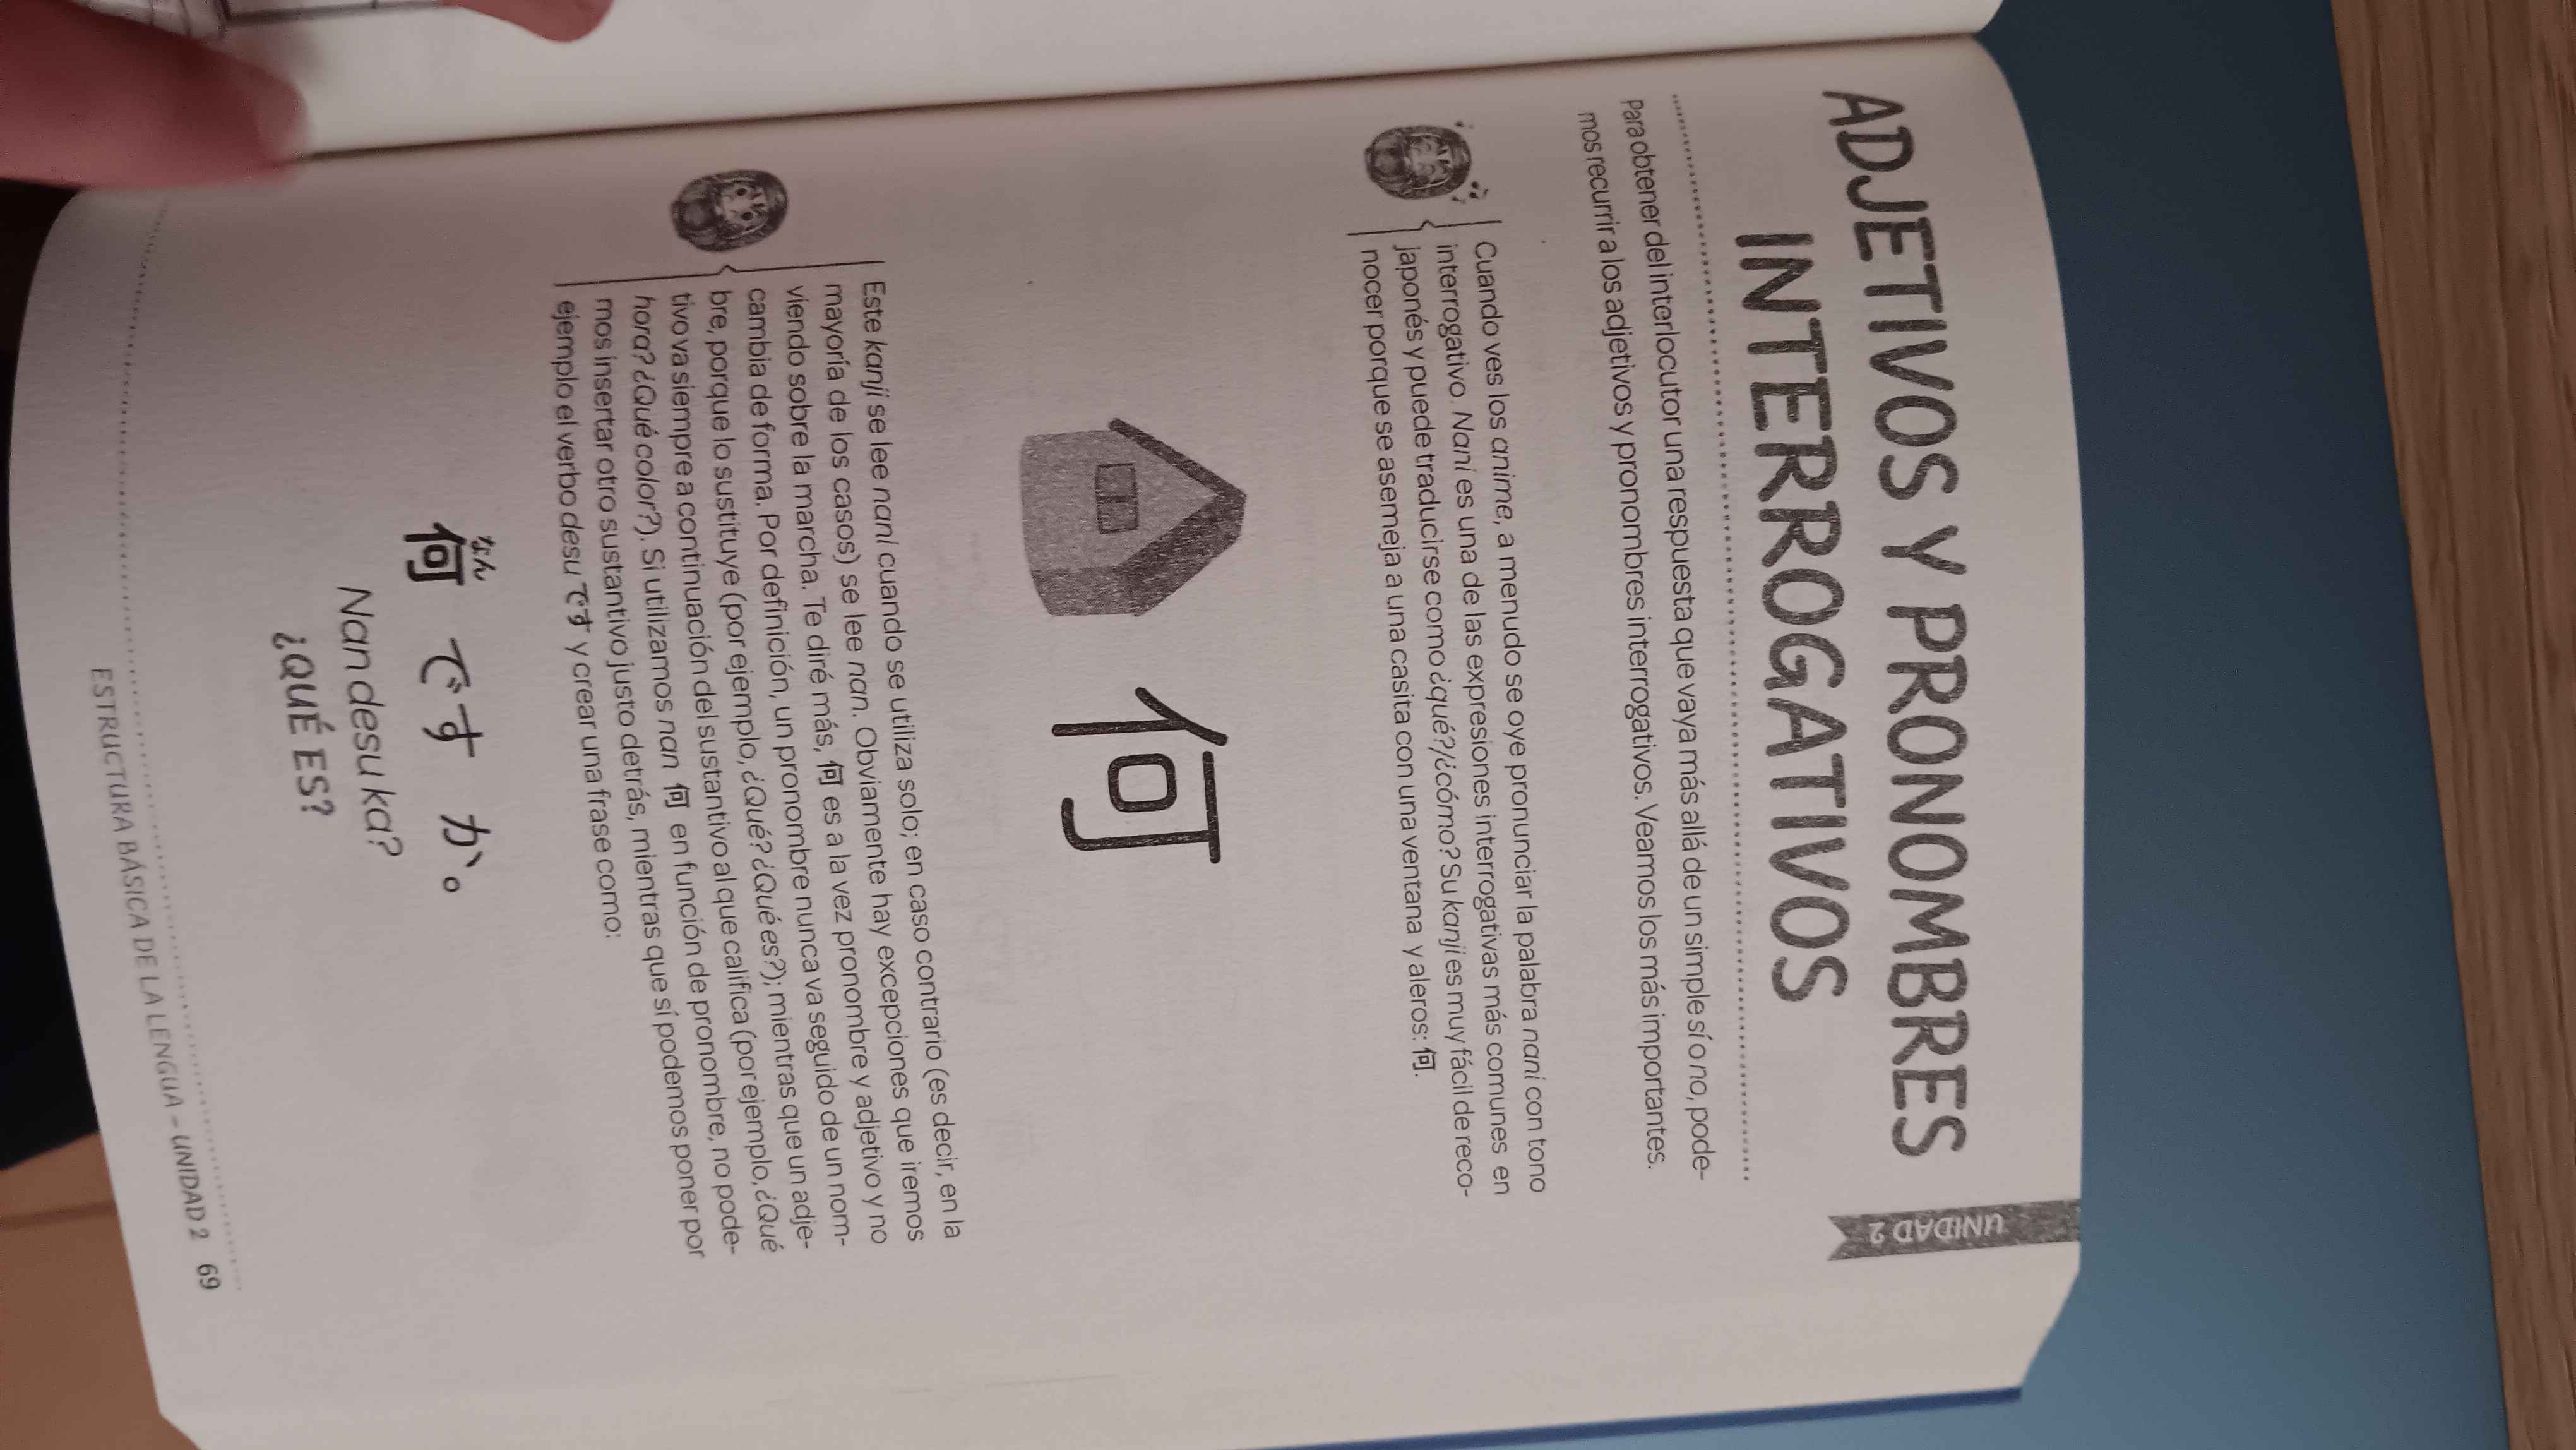 UNIDAD 2
ADJETIVOS Y PRONOMBRES
INTERROGATIVOS
Para obtener del interlocutor una respuesta que vaya más allá de un simple sí o no, pode-
mos recurrir a los adjetivos y pronombres interrogativos. Veamos los más importantes.
Cuando ves los anime, a menudo se oye pronunciar la palabra nani con tono
interrogativo. Nani es una de las expresiones interrogativas más comunes en
japonés y puede traducirse como ¿qué?/¿cómo? Su kanji es muy fácil de reco-
nocer porque se asemeja a una casita con una ventana y aleros: 何.
何
Este kanji se lee nani cuando se utiliza solo; en caso contrario (es decir, en la
mayoría de los casos) se lee nan. Obviamente hay excepciones que iremos
viendo sobre la marcha. Te diré más, 何 es a la vez pronombre y adjetivo y no
cambia de forma. Por definición, un pronombre nunca va seguido de un nom-
bre, porque lo sustituye (por ejemplo, ¿Qué? ¿Qué es?); mientras que un adje-
tivo va siempre a continuación del sustantivo al que califica (por ejemplo, ¿Qué
hora? ¿Qué color?). Si utilizamos nan 何 en función de pronombre, no pode-
mos insertar otro sustantivo justo detrás, mientras que sí podemos poner por
ejemplo el verbo desu です y crear una frase como:
なん
何 です か。
Nan desu ka?
¿QUÉ ES?
ESTRUCTURA BÁSICA DE LA LENGUA – UNIDAD 2 69